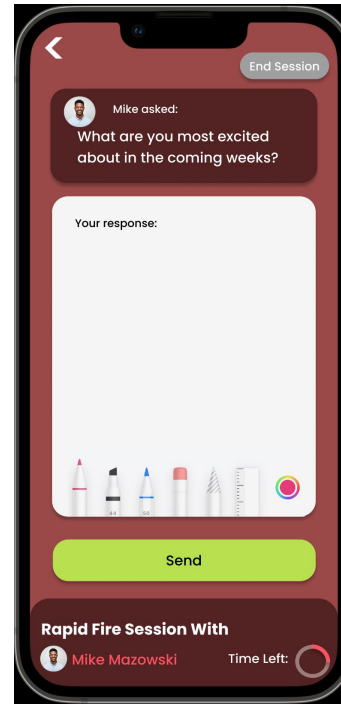 End Session
Mike asked:
What are you most excited
about in the coming weeks?
Your response:
Send
Rapid Fire Session With
Mike Mazowski
Time Left: